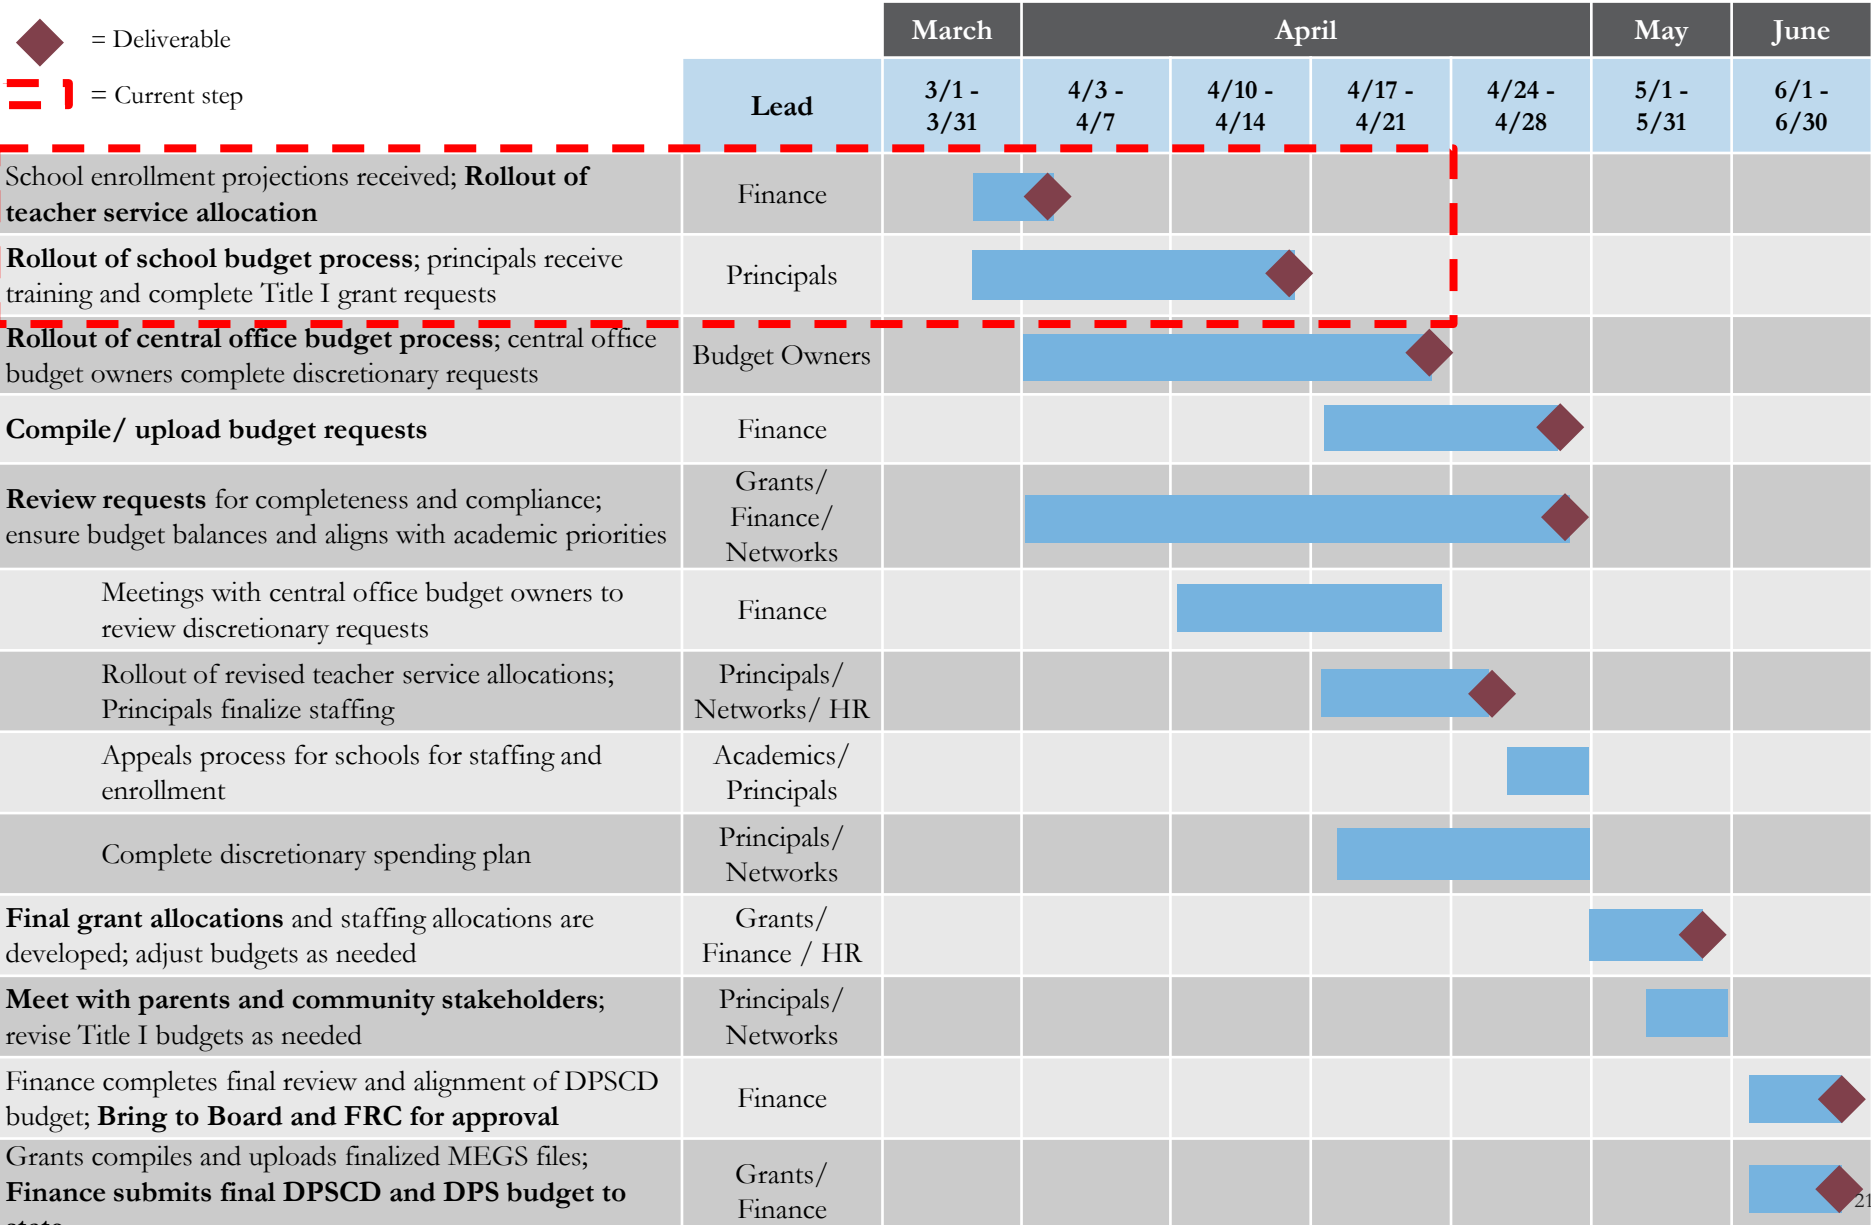 = Deliverable
= Current step
March
April
May
June
Lead
3/1 -
3/31
4/3 -
4/7
4/10 -
4/14
4/17 -
4/21
4/24 -
4/28
5/1 -
5/31
6/1 -
6/30
School enrollment projections received; Rollout of
teacher service allocation
Finance
Rollout of school budget process; principals receive
training and complete Title I grant requests
Principals
Rollout of central office budget process; central office
budget owners complete discretionary requests
Budget Owners
Compile/ upload budget requests
Finance
Review requests for completeness and compliance;
ensure budget balances and aligns with academic priorities
Grants/
Finance/
Networks
Meetings with central office budget owners to
review discretionary requests
Finance
Rollout of revised teacher service allocations;
Principals finalize staffing
Principals/
Networks/ HR
Appeals process for schools for staffing and
enrollment
Academics/
Principals
Complete discretionary spending plan
Principals/
Networks
Final grant allocations and staffing allocations are
developed; adjust budgets as needed
Grants/
Finance / HR
Meet with parents and community stakeholders;
revise Title I budgets as needed
Principals/
Networks
Finance completes final review and alignment of DPSCD
budget; Bring to Board and FRC for approval
Finance
Grants compiles and uploads finalized MEGS files;
Finance submits final DPSCD and DPS budget to
Grants/
Finance
21